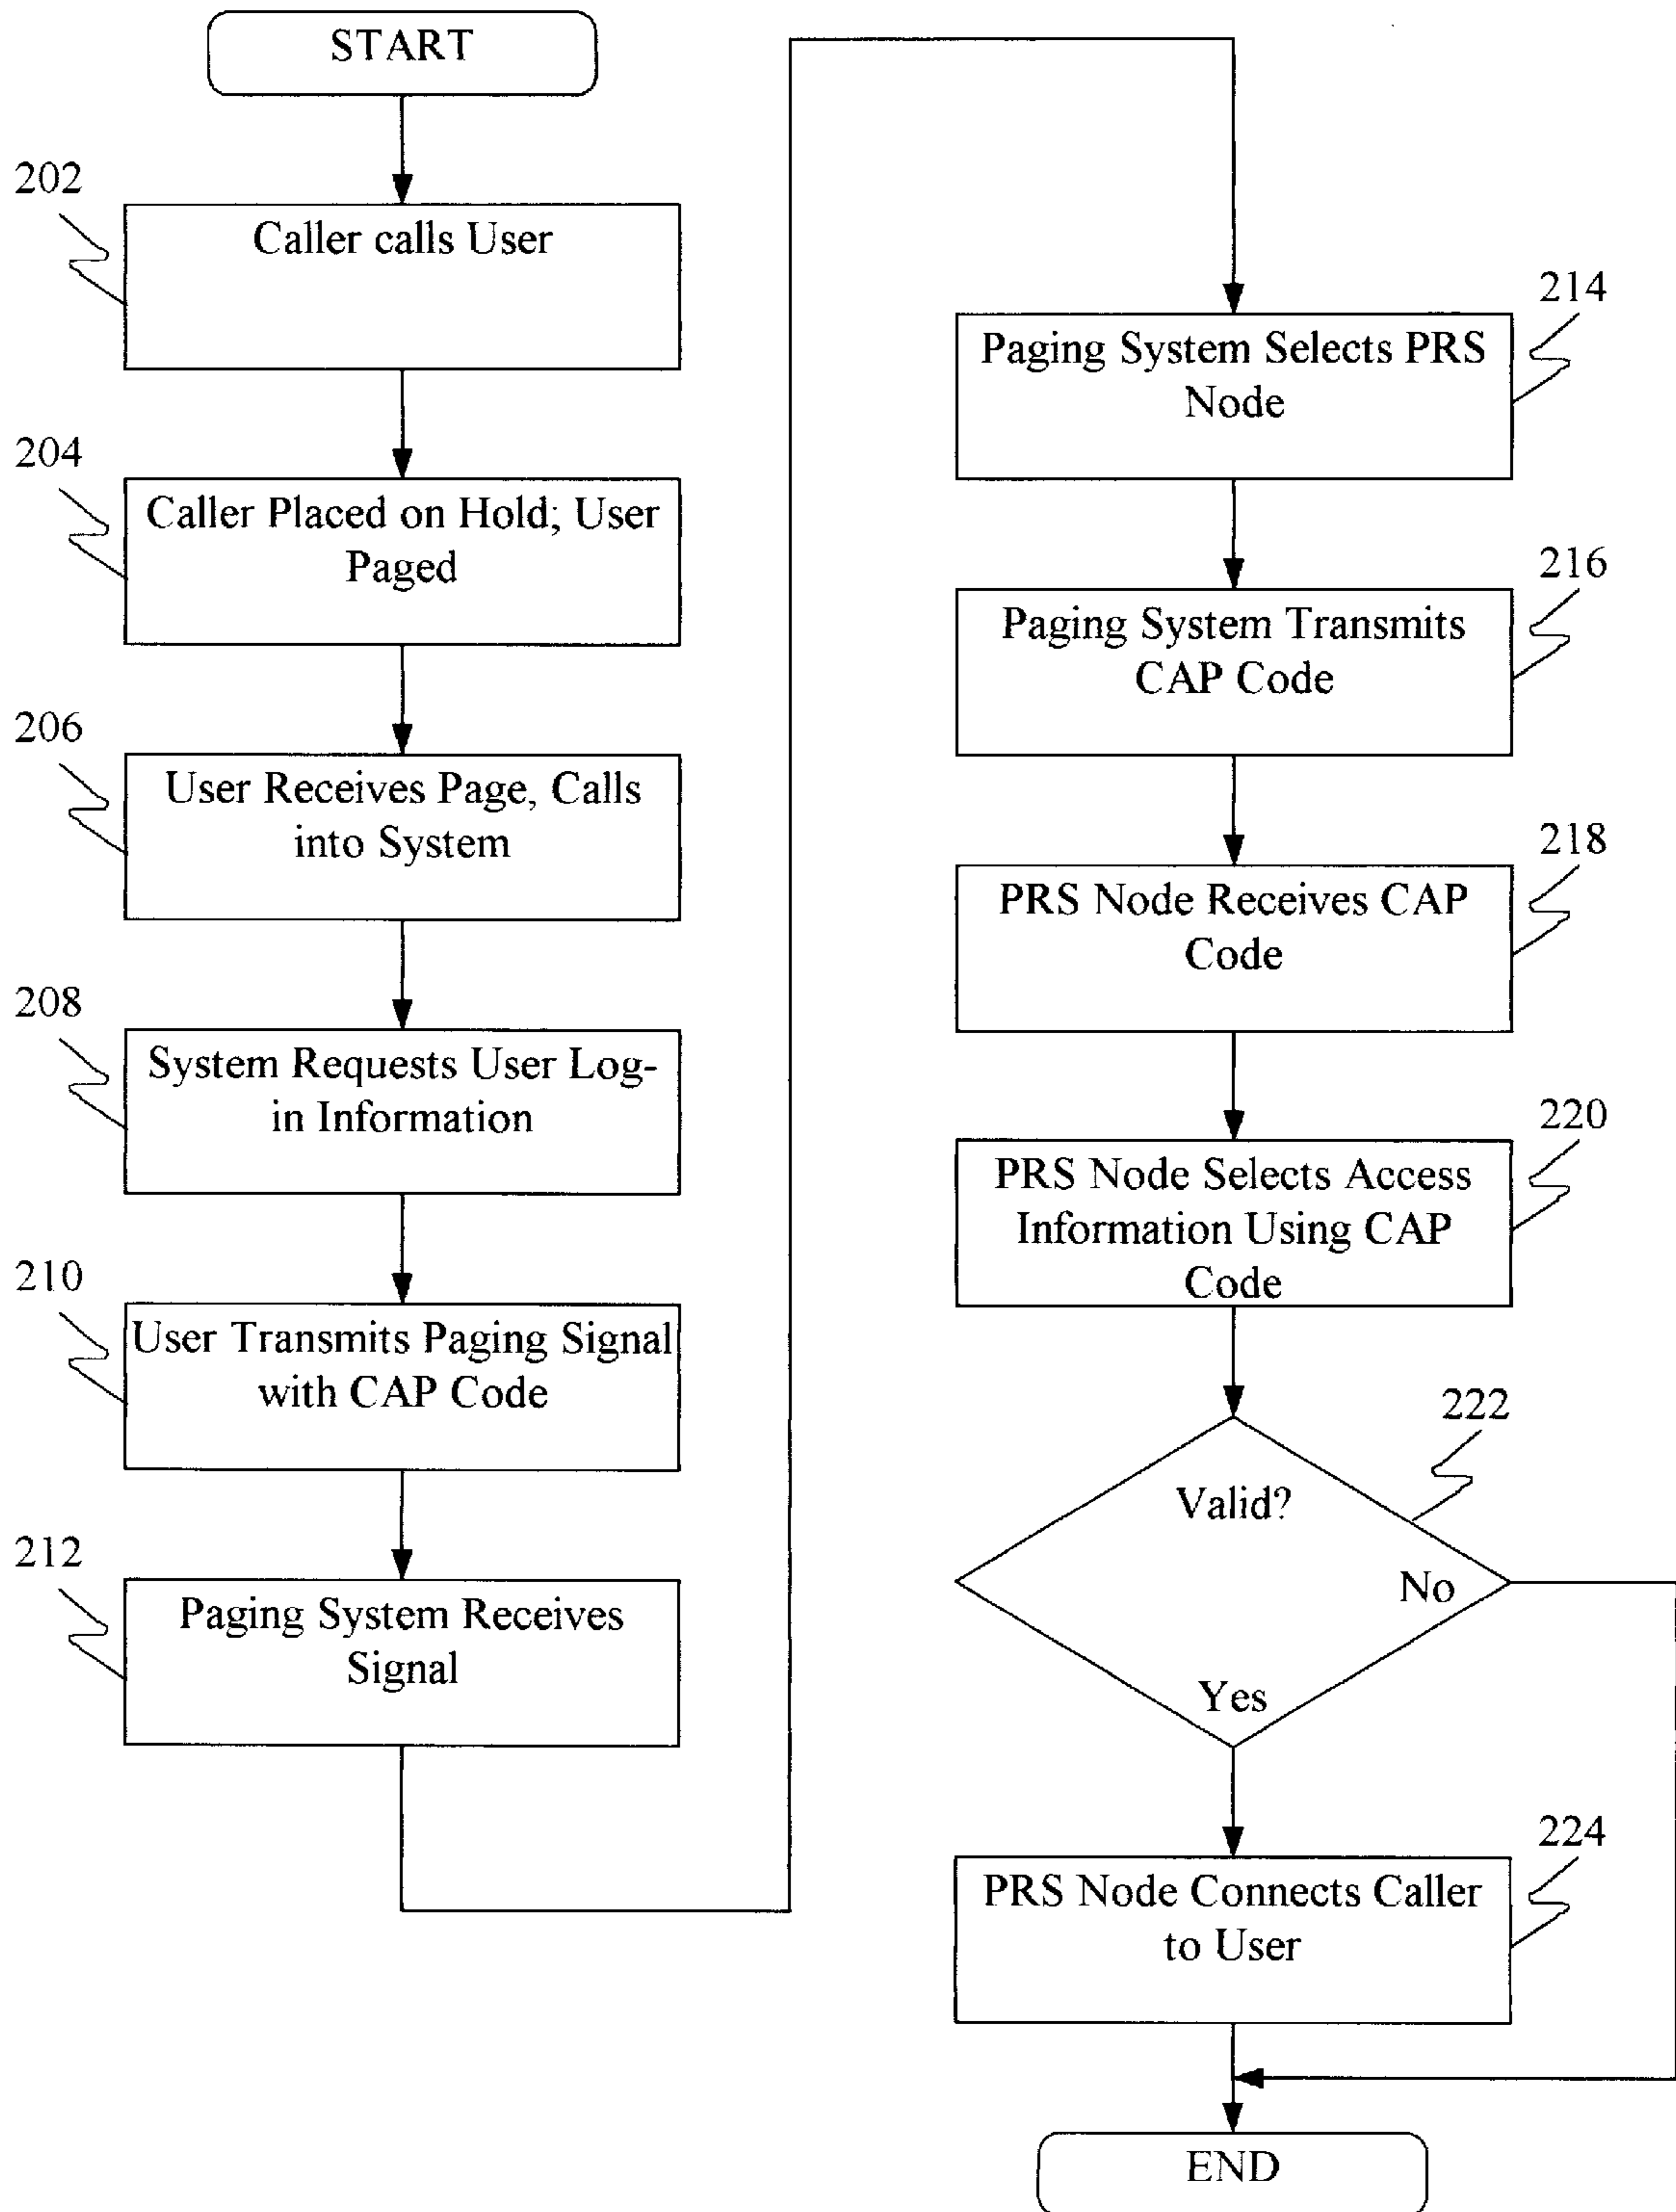 START
202
Caller calls User
204
Caller Placed on Hold; User
Paged
206
User Receives Page, Calls
into System
208
System Requests User Log-
in Information
210
User Transmits Paging Signal
with CAP Code
212
Paging System Receives
Signal
214
Paging System Selects PRS
Node
216
Paging System Transmits
CAP Code
218
PRS Node Receives CAP
Code
220
PRS Node Selects Access
Information Using CAP
Code
222
Valid?
No
Yes
224
PRS Node Connects Caller
to User
END